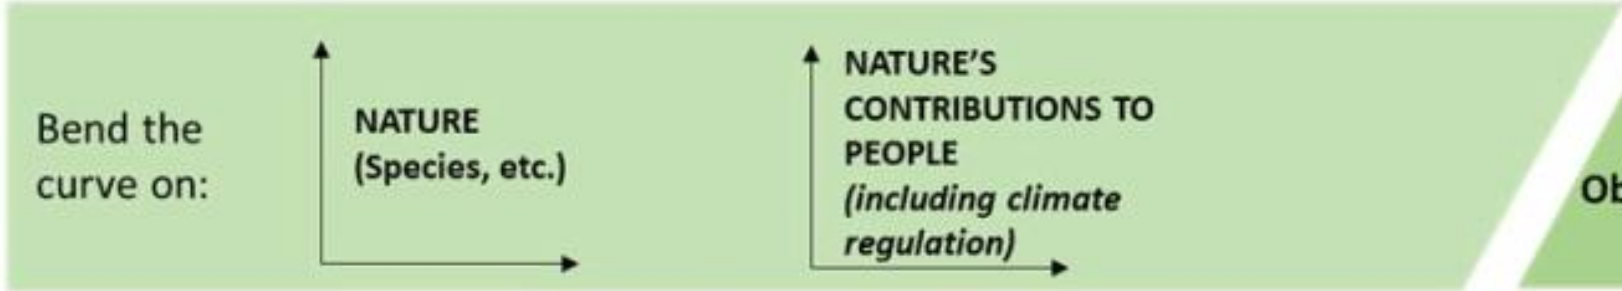 Bend the
curve on:
NATURE
(Species, etc.)
NATURE'S
CONTRIBUTIONS TO
PEOPLE
(including climate
regulation)